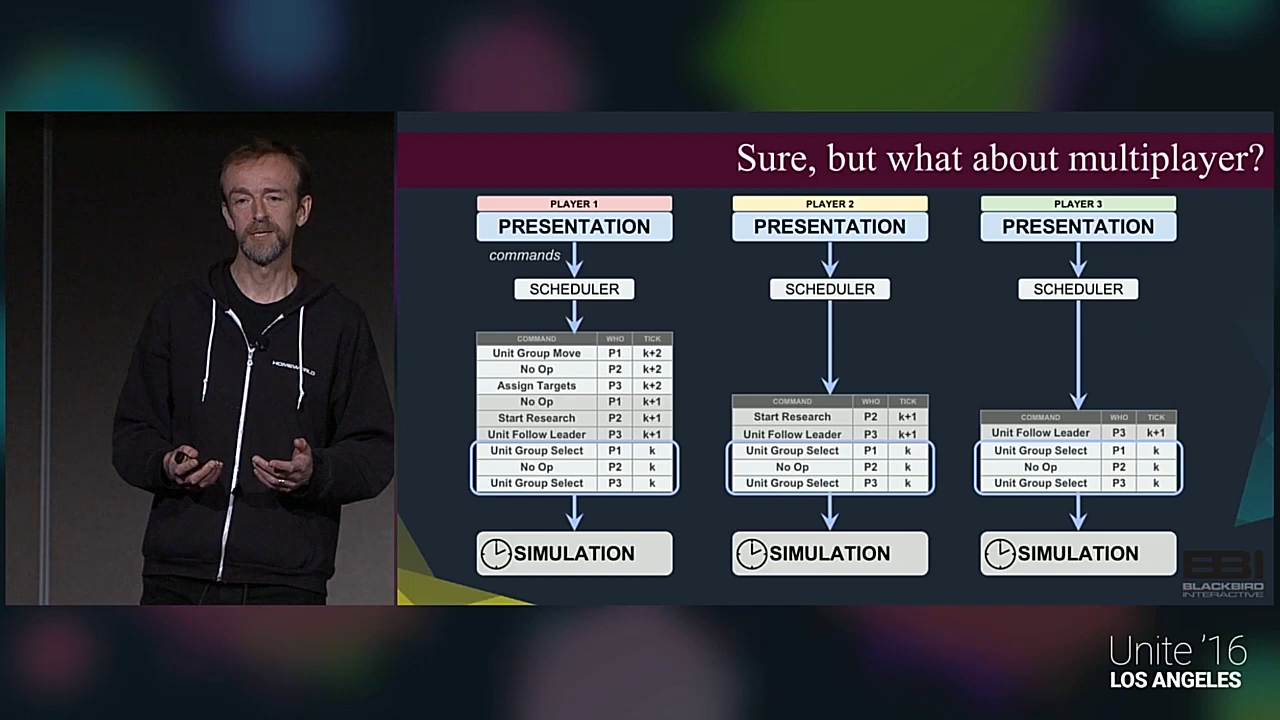 Sure, but what about multiplayer?
PLAYER 1
PRESENTATION
commands
SCHEDULER
COMMAND WHO TICK
Unit Group Move P1 k+2
No Op P2 k+2
Assign Targets P3 k+2
No Op P1 k+1
Start Research P2 k+1
Unit Follow Leader P3 k+1
Unit Group Select P1 k
No Op P2 k
Unit Group Select P3 k
SIMULATION
PLAYER 2
PRESENTATION
SCHEDULER
COMMAND WHO TICK
Start Research P2 k+1
Unit Follow Leader P3 k+1
Unit Group Select P1 k
No Op P2 k
Unit Group Select P3 k
SIMULATION
PLAYER 3
PRESENTATION
SCHEDULER
COMMAND WHO TICK
Unit Follow Leader P3 k+1
Unit Group Select P1 k
No Op P2 k
Unit Group Select P3 k
SIMULATION
HOMEWORLD
BBI
BLACKBIRD
INTERACTIVE
Unite '16
LOS ANGELES